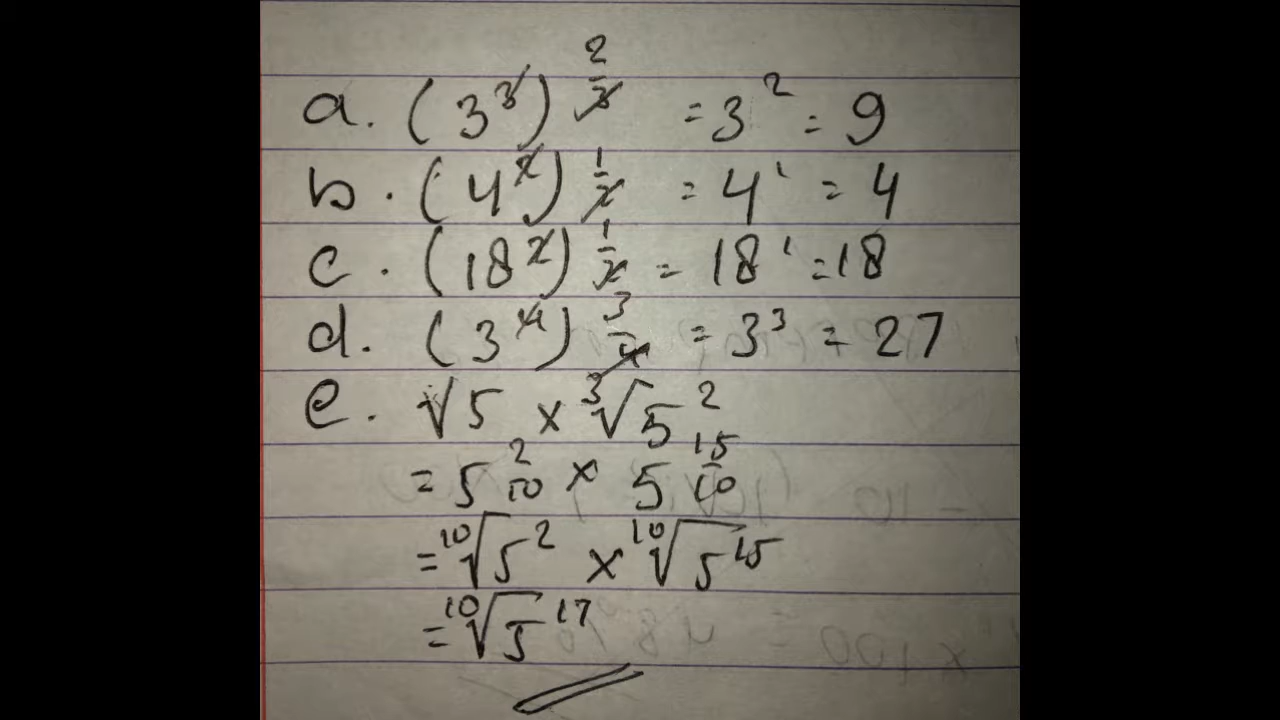 a. (3^3)^(2/3) = 3^2 = 9
b. (4^2)^(1/2) = 4^1 = 4
c. (18^2)^(1/2) = 18^1 = 18
d. (3^4)^(3/4) = 3^3 = 27
e. √5 × ³√5^2
= 5^(2/10) × 5^(15/10)
= ¹⁰√5^2 × ¹⁰√5^15
= ¹⁰√5^17